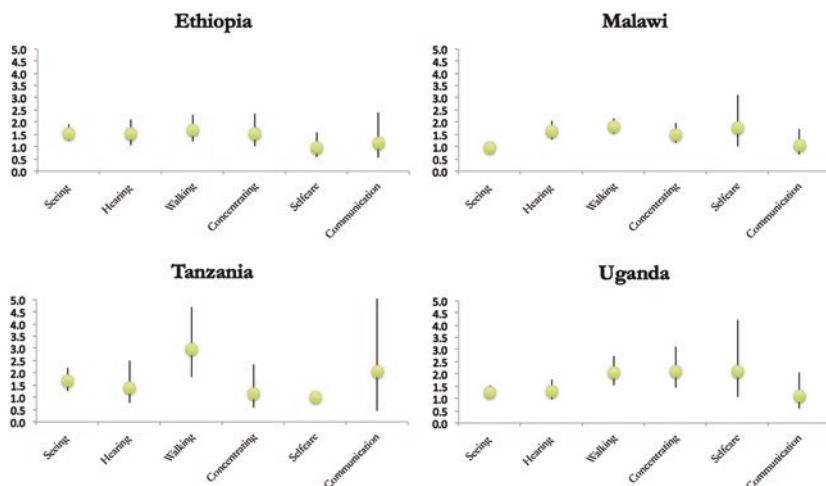 Ethiopia
5.0
4.5
4.0
3.5
3.0
2.5
2.0
1.5
1.0
0.5
0.0
Seeing
Hearing
Walking
Concentrating
Selfcare
Communication
Malawi
5.0
4.5
4.0
3.5
3.0
2.5
2.0
1.5
1.0
0.5
0.0
Seeing
Hearing
Walking
Concentrating
Selfcare
Communication
Tanzania
5.0
4.5
4.0
3.5
3.0
2.5
2.0
1.5
1.0
0.5
0.0
Seeing
Hearing
Walking
Concentrating
Selfcare
Communication
Uganda
5.0
4.5
4.0
3.5
3.0
2.5
2.0
1.5
1.0
0.5
0.0
Seeing
Hearing
Walking
Concentrating
Selfcare
Communication